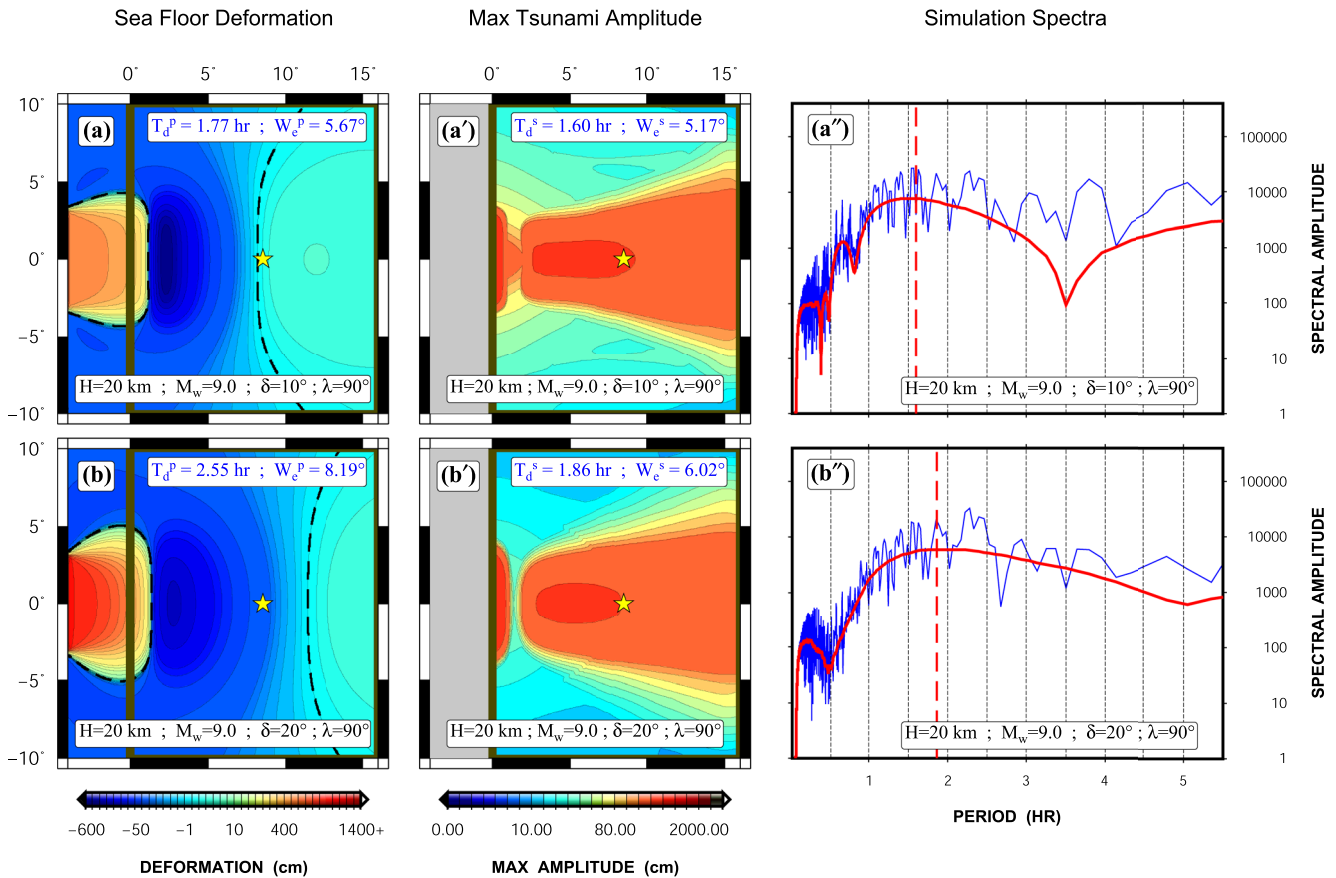 Sea Floor Deformation
Max Tsunami Amplitude
Simulation Spectra
0° 5° 10° 15°
0° 5° 10° 15°
10°
5°
0°
−5°
−10°
(a)
T_d^p = 1.77 hr ; W_e^p = 5.67°
H=20 km ; M_w=9.0 ; δ=10° ; λ=90°
(a′)
T_d^s = 1.60 hr ; W_e^s = 5.17°
H=20 km ; M_w=9.0 ; δ=10° ; λ=90°
(a″)
H=20 km ; M_w=9.0 ; δ=10° ; λ=90°
100000
10000
1000
100
10
1
SPECTRAL AMPLITUDE
10°
5°
0°
−5°
−10°
(b)
T_d^p = 2.55 hr ; W_e^p = 8.19°
H=20 km ; M_w=9.0 ; δ=20° ; λ=90°
(b′)
T_d^s = 1.86 hr ; W_e^s = 6.02°
H=20 km ; M_w=9.0 ; δ=20° ; λ=90°
(b″)
H=20 km ; M_w=9.0 ; δ=20° ; λ=90°
100000
10000
1000
100
10
1
SPECTRAL AMPLITUDE
1 2 3 4 5
PERIOD (HR)
−600 −50 −1 10 400 1400+
DEFORMATION (cm)
0.00 10.00 80.00 2000.00
MAX AMPLITUDE (cm)